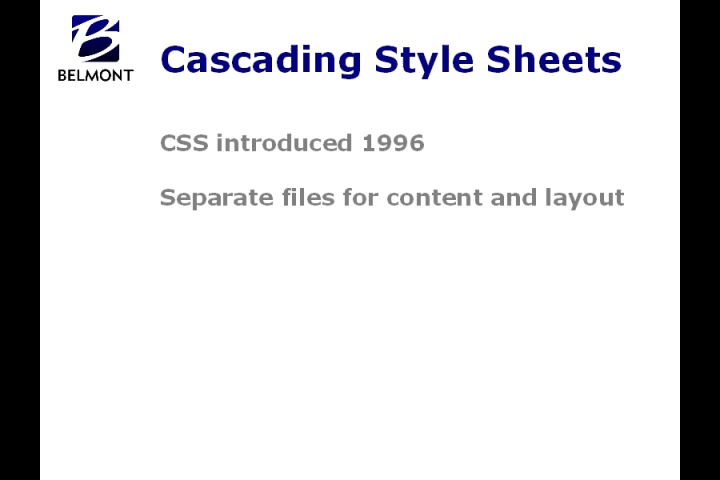 BELMONT
Cascading Style Sheets
CSS introduced 1996
Separate files for content and layout